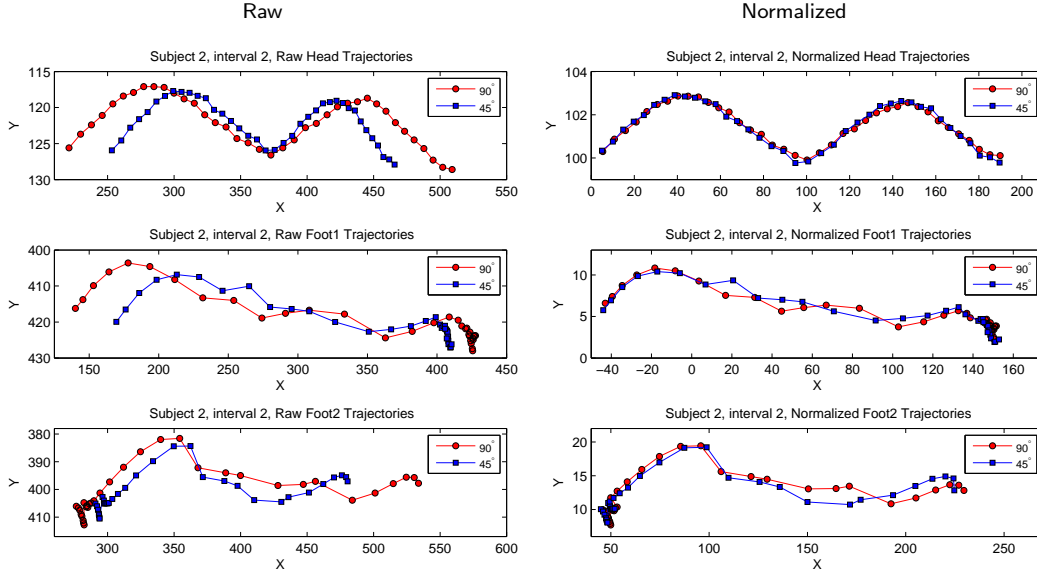 Raw
Normalized
Subject 2, interval 2, Raw Head Trajectories
115
120
125
130
Y
250 300 350 400 450 500 550
X
90°
45°
Subject 2, interval 2, Normalized Head Trajectories
104
102
100
Y
0 20 40 60 80 100 120 140 160 180 200
X
90°
45°
Subject 2, interval 2, Raw Foot1 Trajectories
400
410
420
430
Y
150 200 250 300 350 400 450
X
90°
45°
Subject 2, interval 2, Normalized Foot1 Trajectories
10
5
0
Y
−40 −20 0 20 40 60 80 100 120 140 160
X
90°
45°
Subject 2, interval 2, Raw Foot2 Trajectories
380
390
400
410
Y
300 350 400 450 500 550 600
X
90°
45°
Subject 2, interval 2, Normalized Foot2 Trajectories
20
15
10
Y
50 100 150 200 250
X
90°
45°